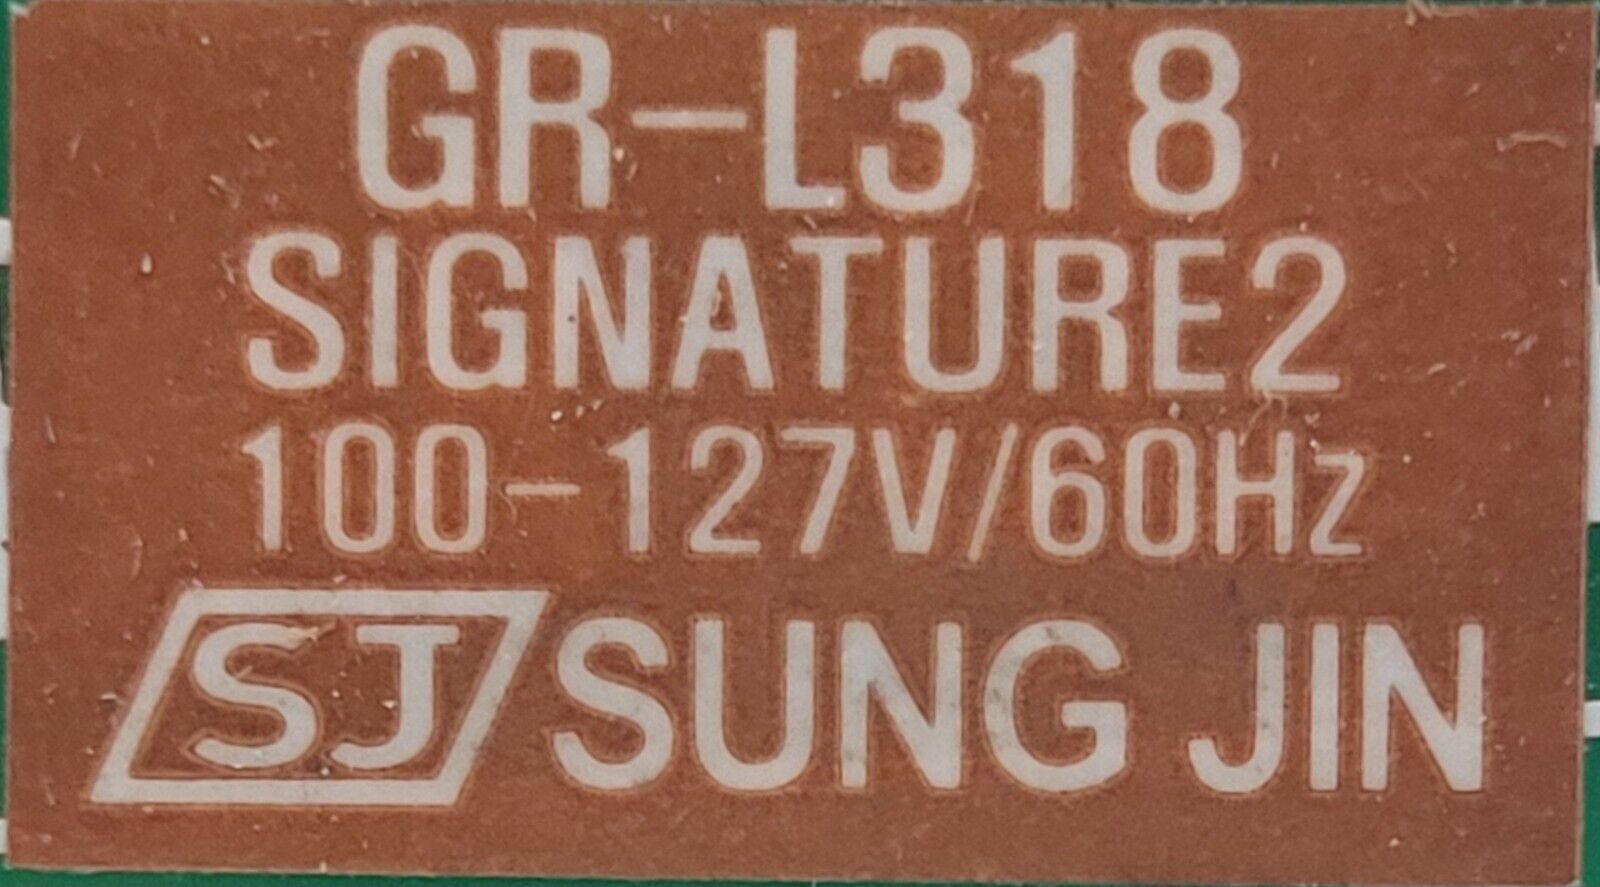 GR-L318
SIGNATURE2
100-127V/60Hz
SJ SUNG JIN